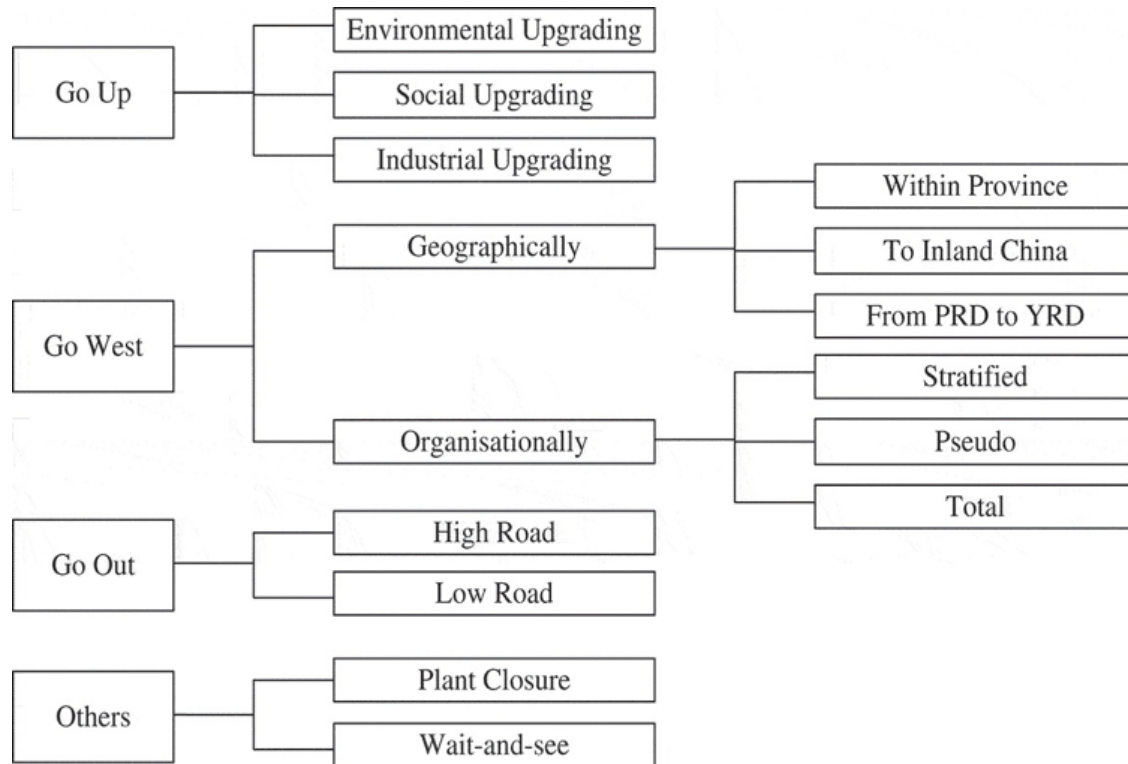 Go Up
Environmental Upgrading
Social Upgrading
Industrial Upgrading
Go West
Geographically
Within Province
To Inland China
From PRD to YRD
Organisationally
Stratified
Pseudo
Total
Go Out
High Road
Low Road
Others
Plant Closure
Wait-and-see